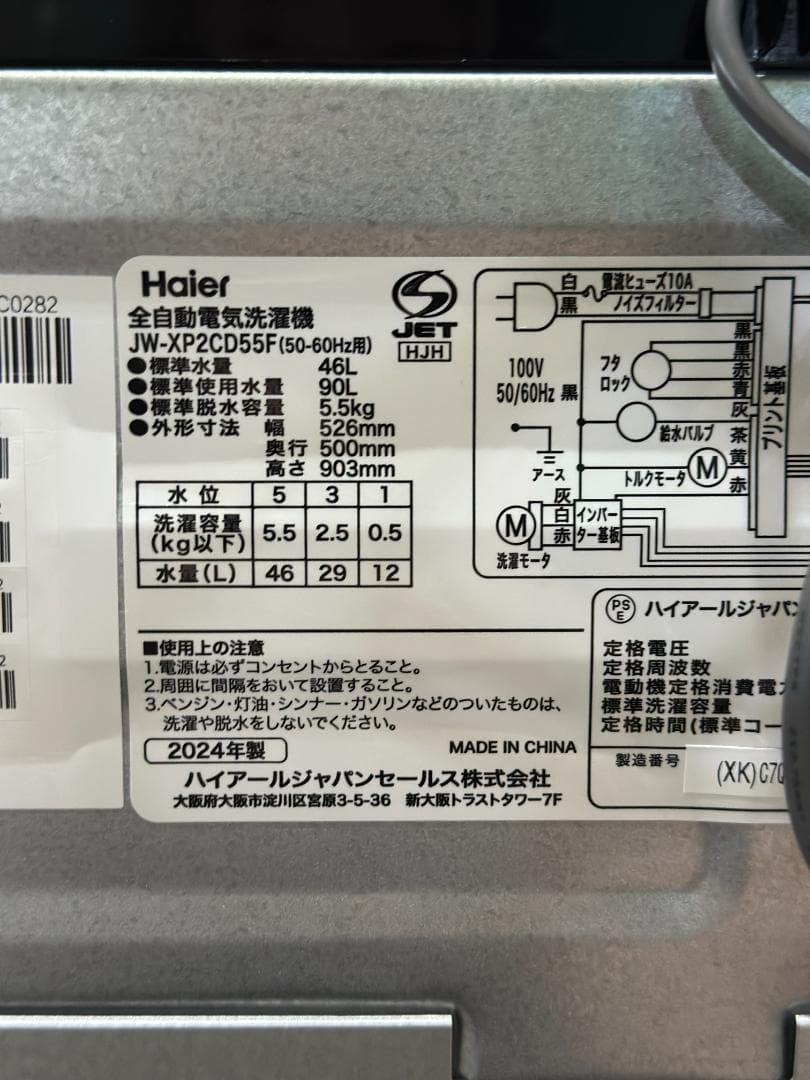 C0282
Haier
全自動電気洗濯機
JW-XP2CD55F(50-60Hz用)
JET
HJH
●標準水量 46L
●標準使用水量 90L
●標準脱水容量 5.5kg
●外形寸法 幅 526mm
奥行 500mm
高さ 903mm
水位 5 3 1
洗濯容量(kg以下) 5.5 2.5 0.5
水量(L) 46 29 12
白 電流ヒューズ10A
黒 ノイズフィルター
100V
50/60Hz 黒
フタロック
黒
黒
赤
青
灰
給水バルブ
茶
黄
トルクモータ M
赤
プリント基板
アース
灰
白
赤
M
洗濯モータ
インバーター基板
■使用上の注意
1.電源は必ずコンセントからとること。
2.周囲に間隔をおいて設置すること。
3.ベンジン・灯油・シンナー・ガソリンなどのついたものは、
洗濯や脱水をしないでください。
2024年製 MADE IN CHINA
ハイアールジャパンセールス株式会社
大阪府大阪市淀川区宮原3-5-36 新大阪トラストタワー7F
PSE ハイアールジャパン
定格電圧
定格周波数
電動機定格消費電力
標準洗濯容量
定格時間(標準コー
製造番号 (XK)C7